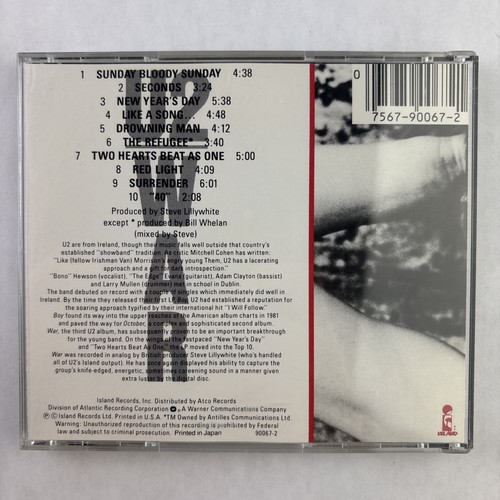 1 SUNDAY BLOODY SUNDAY 4:38
2 SECONDS 3:24
3 NEW YEAR'S DAY 5:38
4 LIKE A SONG... 4:48
5 DROWNING MAN 4:12
6 THE REFUGEE* 3:40
7 TWO HEARTS BEAT AS ONE 5:00
8 RED LIGHT 4:09
9 SURRENDER 6:01
10 "40" 2:08
Produced by Steve Lillywhite
except * produced by Bill Whelan
(mixed by Steve)
U2 are from Ireland, though their music falls well outside that country's
established "showband" tradition. As critic Mitchell Cohen has written:
"Like (fellow Irishman Van) Morrison's angry young Them, U2 has a lacerating
approach and a gift for dark introspection."
"Bono" Hewson (vocalist), "The Edge" Evans (guitarist), Adam Clayton (bassist)
and Larry Mullen (drummer) met as school in Dublin.
The band debuted on record with a couple of singles which immediately did well in
Ireland. By the time they released their first album, U2 had established a reputation for
the soaring approach typified by their international hit "I Will Follow."
Boy found its way into the upper reaches of the American album charts in 1981
and paved the way for October, the band's sophisticated second album.
War, the third U2 album, has subsequently proven to be an important breakthrough
for the young band. On the wings of the fast-paced "New Year's Day" and
"Two Hearts Beat As One," the LP moved into the Top 10.
War was recorded in analog by British producer Steve Lillywhite (who's handled
all of U2's Island output). He has again displayed his ability to capture the
group's knife-edged, energetic, and often careening sound in a manner given
extra lustre by the digital disc.
Island Records, Inc. Distributed by Atco Records
Division of Atlantic Recording Corporation A Warner Communications Company
Ⓟ © Island Records Ltd. Printed in U.S.A. *TM Owned by Antilles Communications Ltd.
Warning: Unauthorized reproduction of this recording is prohibited by Federal
law and subject to criminal prosecution. Printed in Japan 90067-2
U2
WAR
0
7567-90067-2
ISLAND